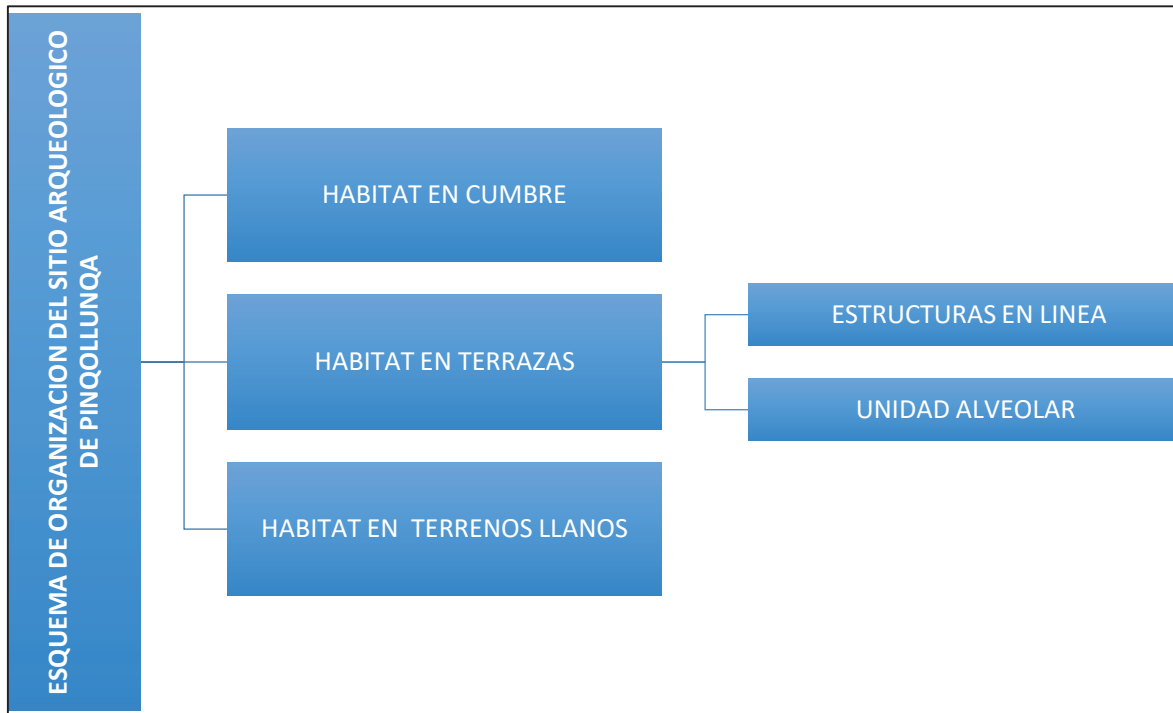 ESQUEMA DE ORGANIZACION DEL SITIO ARQUEOLOGICO
DE PINQOLLUNQA
HABITAT EN CUMBRE
HABITAT EN TERRAZAS
ESTRUCTURAS EN LINEA
UNIDAD ALVEOLAR
HABITAT EN TERRENOS LLANOS